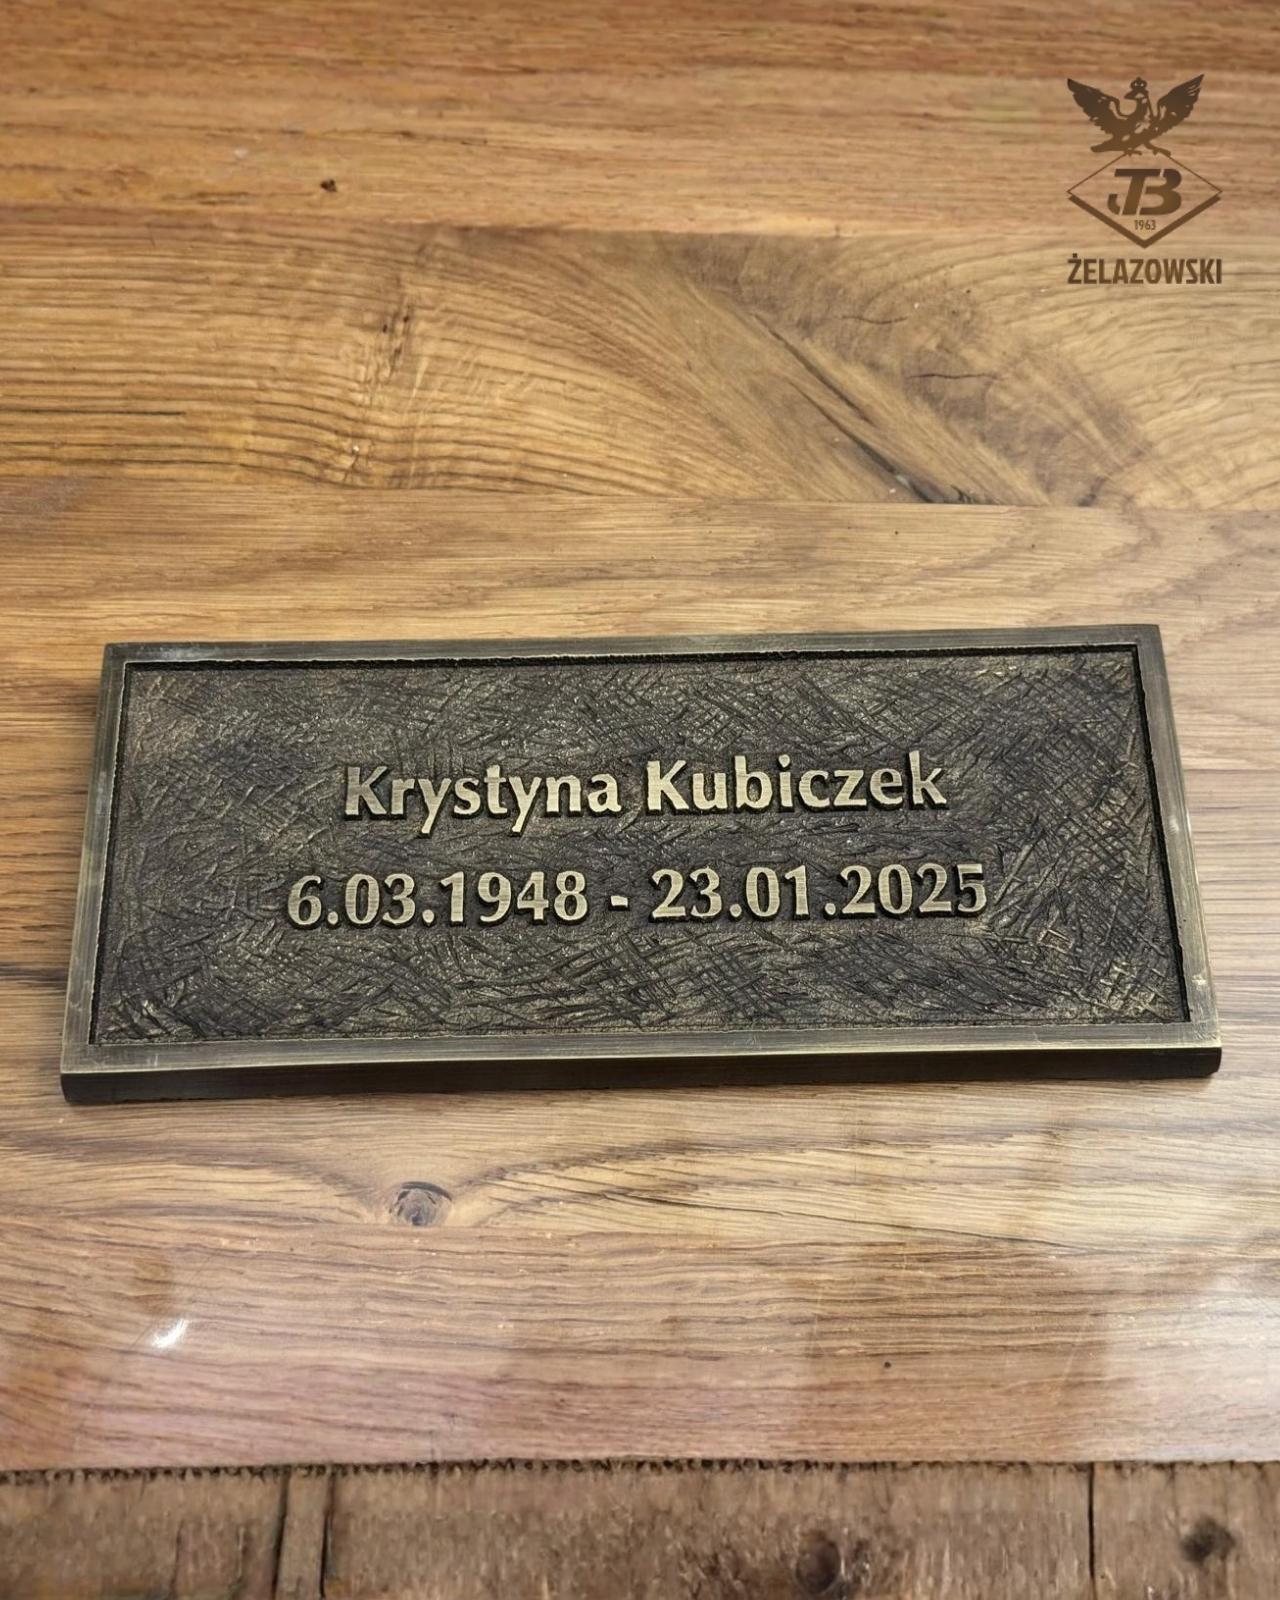 JB
1963
ŻELAZOWSKI
Krystyna Kubiczek
6.03.1948 - 23.01.2025